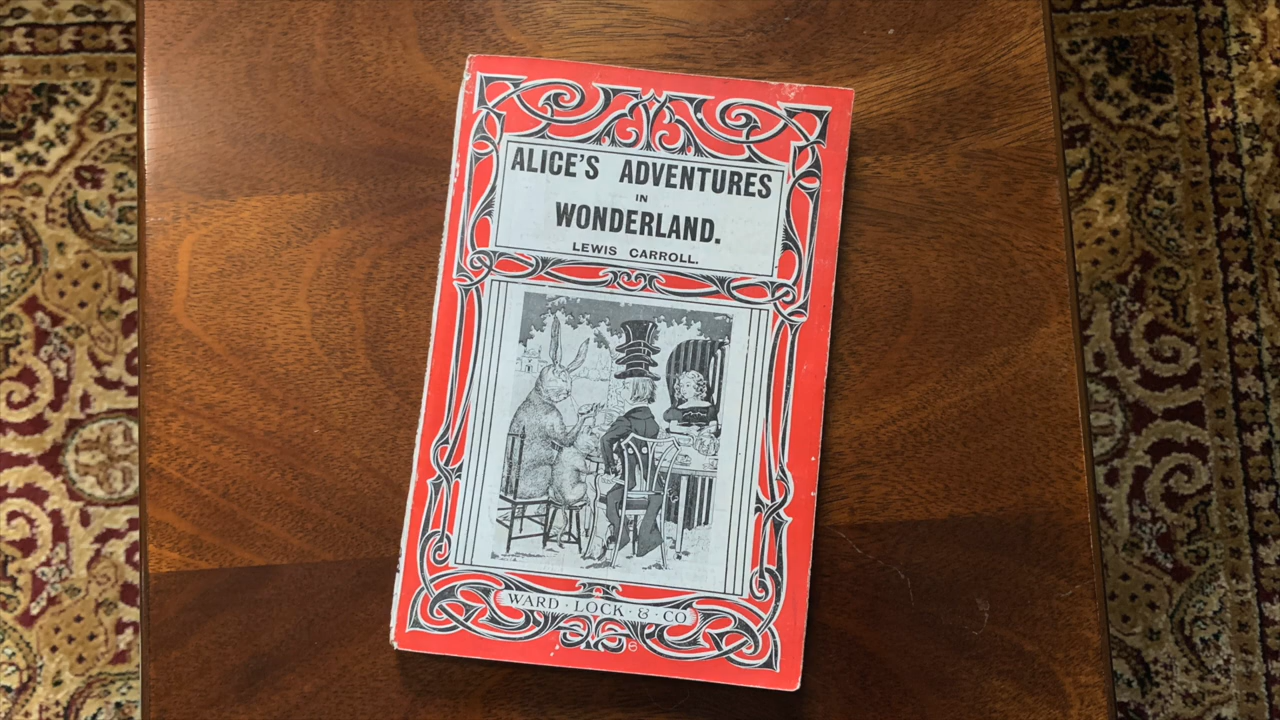 ALICE'S ADVENTURES
IN
WONDERLAND.
LEWIS CARROLL.
WARD · LOCK · & · CO